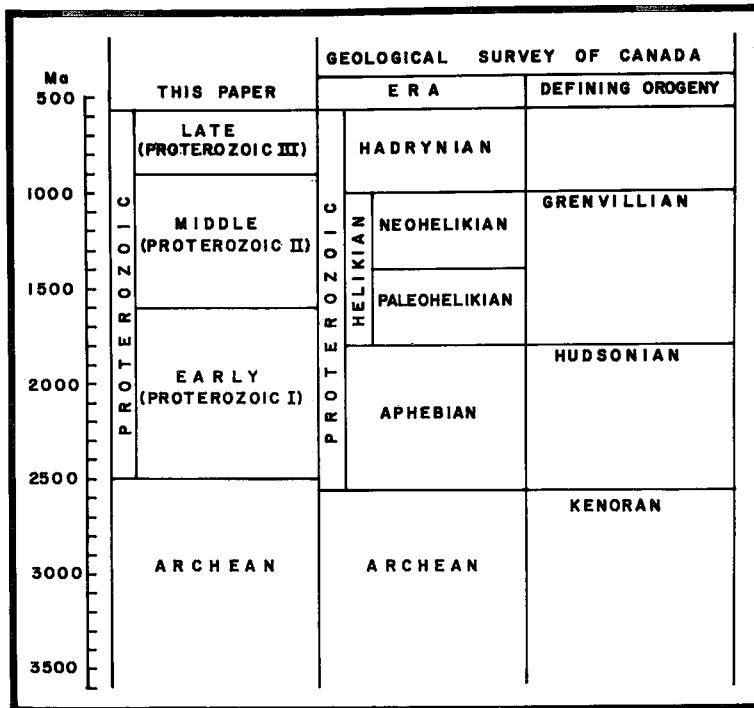 GEOLOGICAL SURVEY OF CANADA
Ma
THIS PAPER
ERA
DEFINING OROGENY
500
1000
1500
2000
2500
3000
3500
PROTEROZOIC
LATE
(PROTEROZOIC III)
MIDDLE
(PROTEROZOIC II)
EARLY
(PROTEROZOIC I)
ARCHEAN
PROTEROZOIC
HADRYNIAN
HELIKIAN
NEOHELIKIAN
PALEOHELIKIAN
APHEBIAN
ARCHEAN
GRENVILLIAN
HUDSONIAN
KENORAN